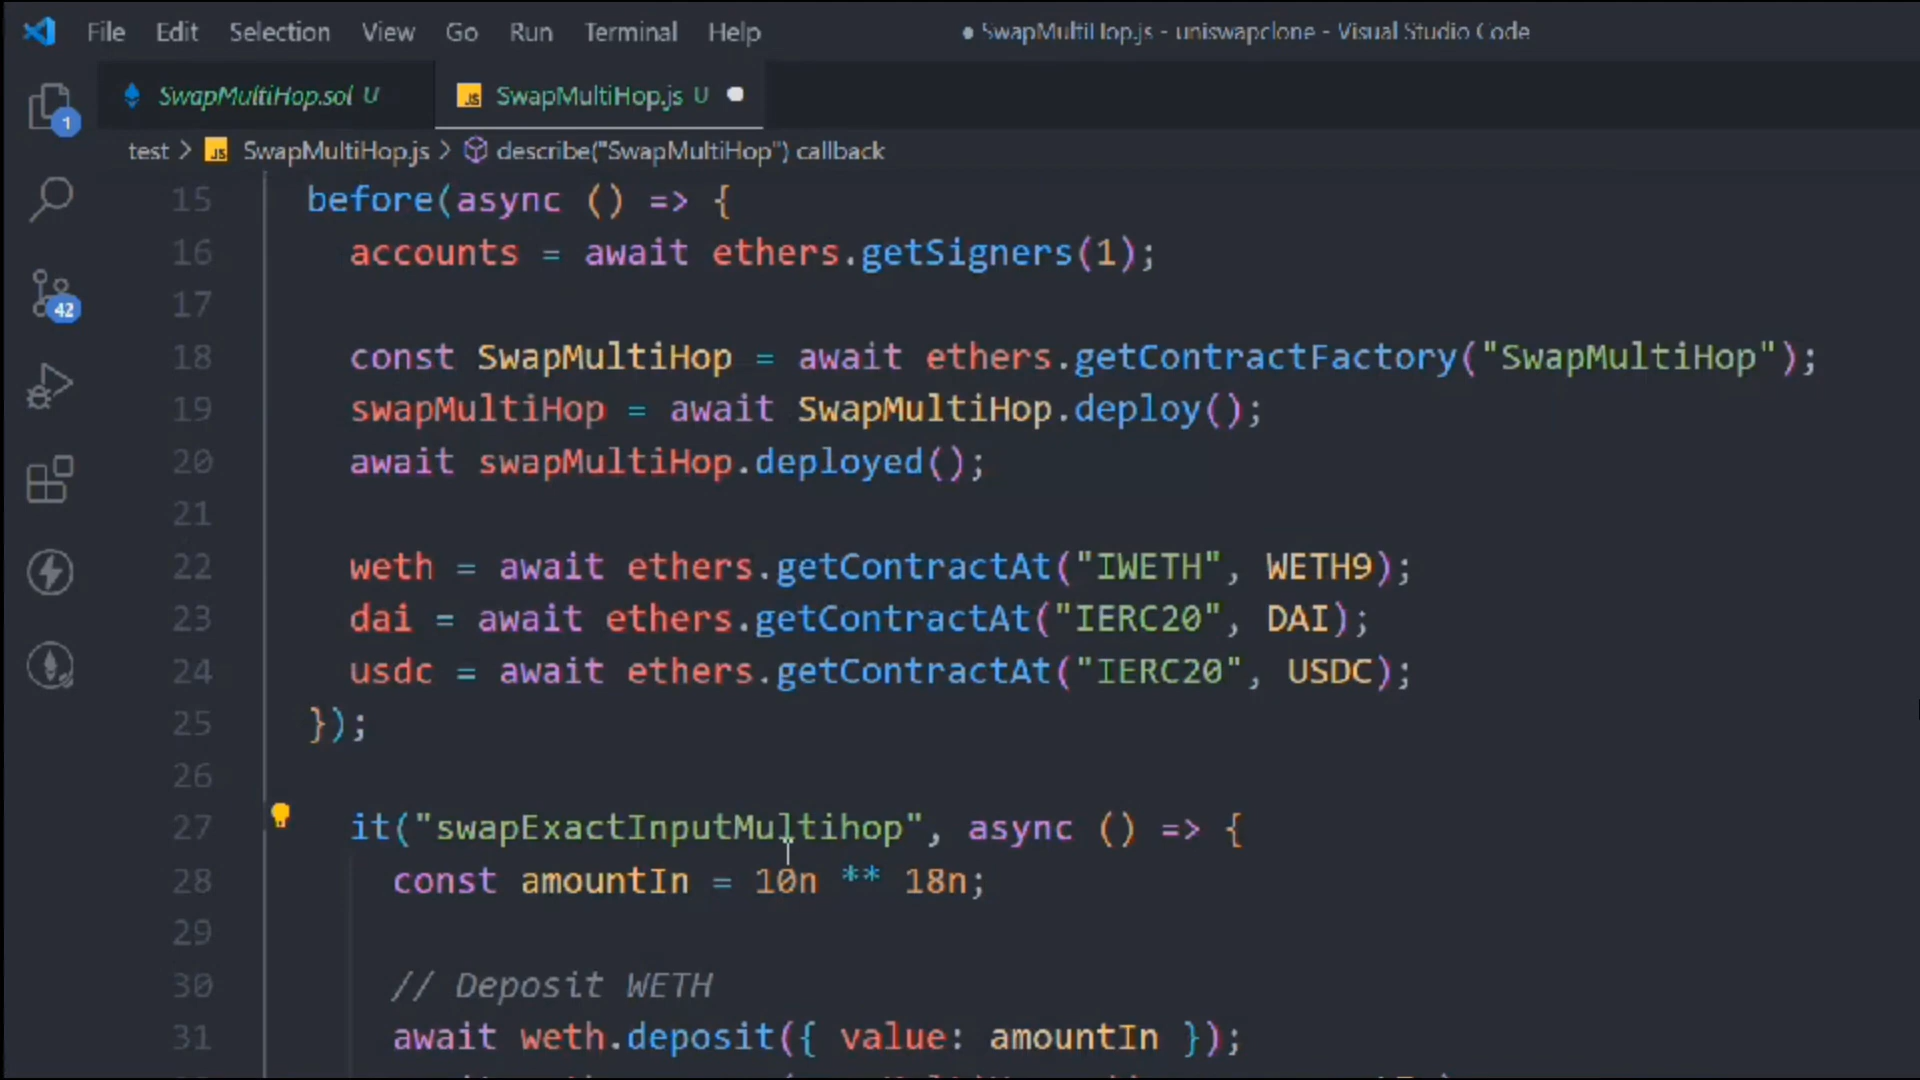 File Edit Selection View Go Run Terminal Help
● SwapMultiHop.js - uniswapclone - Visual Studio Code
SwapMultiHop.sol U
JS SwapMultiHop.js U
test > JS SwapMultiHop.js > describe("SwapMultiHop") callback
1
42
15 before(async () => {
16 accounts = await ethers.getSigners(1);
17
18 const SwapMultiHop = await ethers.getContractFactory("SwapMultiHop");
19 swapMultiHop = await SwapMultiHop.deploy();
20 await swapMultiHop.deployed();
21
22 weth = await ethers.getContractAt("IWETH", WETH9);
23 dai = await ethers.getContractAt("IERC20", DAI);
24 usdc = await ethers.getContractAt("IERC20", USDC);
25 });
26
27 it("swapExactInputMultihop", async () => {
28 const amountIn = 10n ** 18n;
29
30 // Deposit WETH
31 await weth.deposit({ value: amountIn });